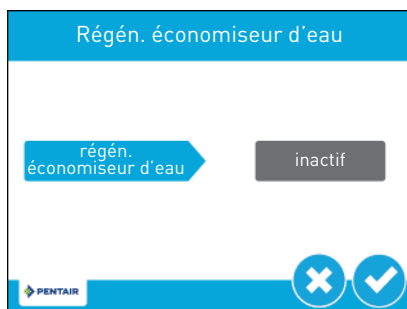 Régén. économiseur d’eau
régén.
économiseur d’eau
inactif
PENTAIR